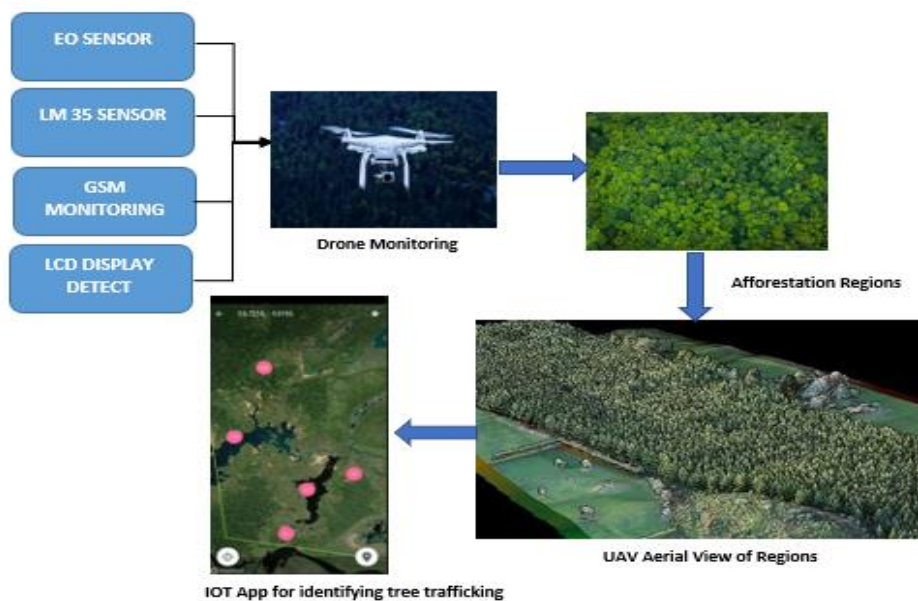 EO SENSOR
LM 35 SENSOR
GSM
MONITORING
LCD DISPLAY
DETECT
Drone Monitoring
Afforestation Regions
UAV Aerial View of Regions
IOT App for identifying tree trafficking